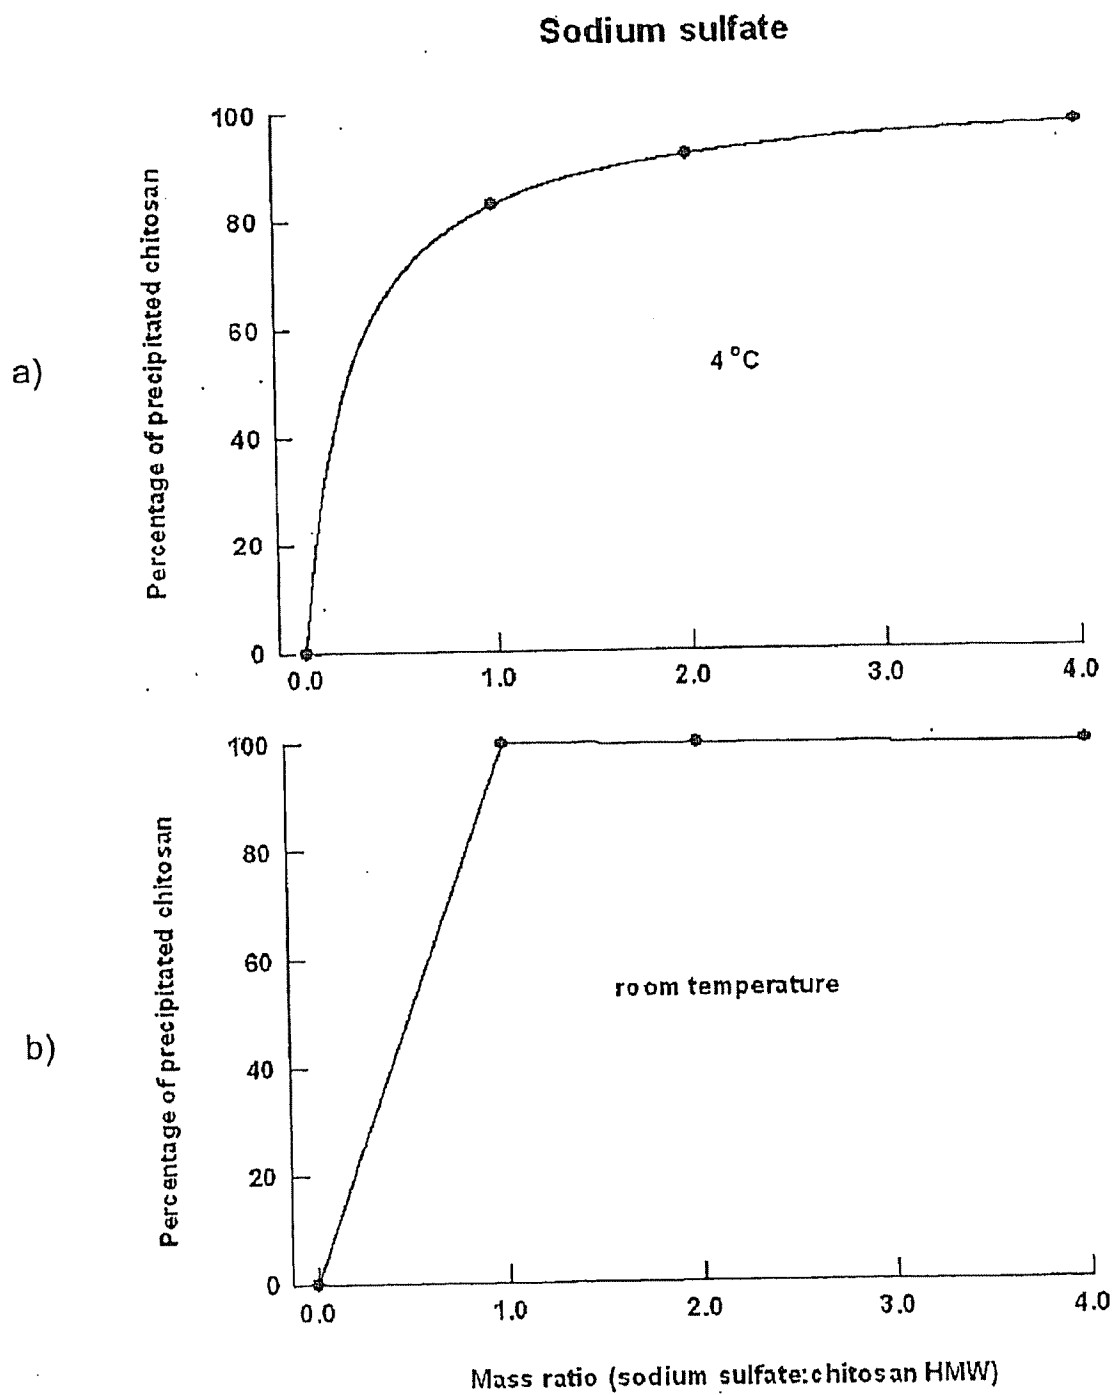 Sodium sulfate
a)
Percentage of precipitated chitosan
100
80
60
40
20
0
4 °C
0.0 1.0 2.0 3.0 4.0
b)
Percentage of precipitated chitosan
100
80
60
40
20
0
room temperature
0.0 1.0 2.0 3.0 4.0
Mass ratio (sodium sulfate:chitosan HMW)